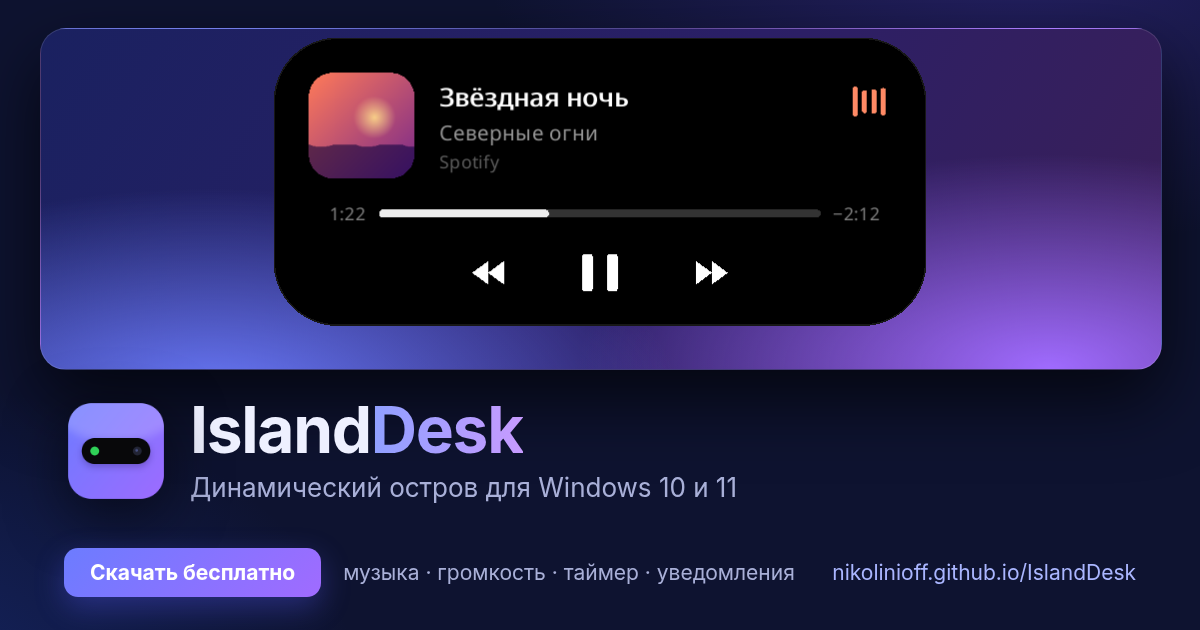 Звёздная ночь
Северные огни
Spotify
1:22 −2:12
IslandDesk
Динамический остров для Windows 10 и 11
Скачать бесплатно музыка · громкость · таймер · уведомления nikolinioff.github.io/IslandDesk